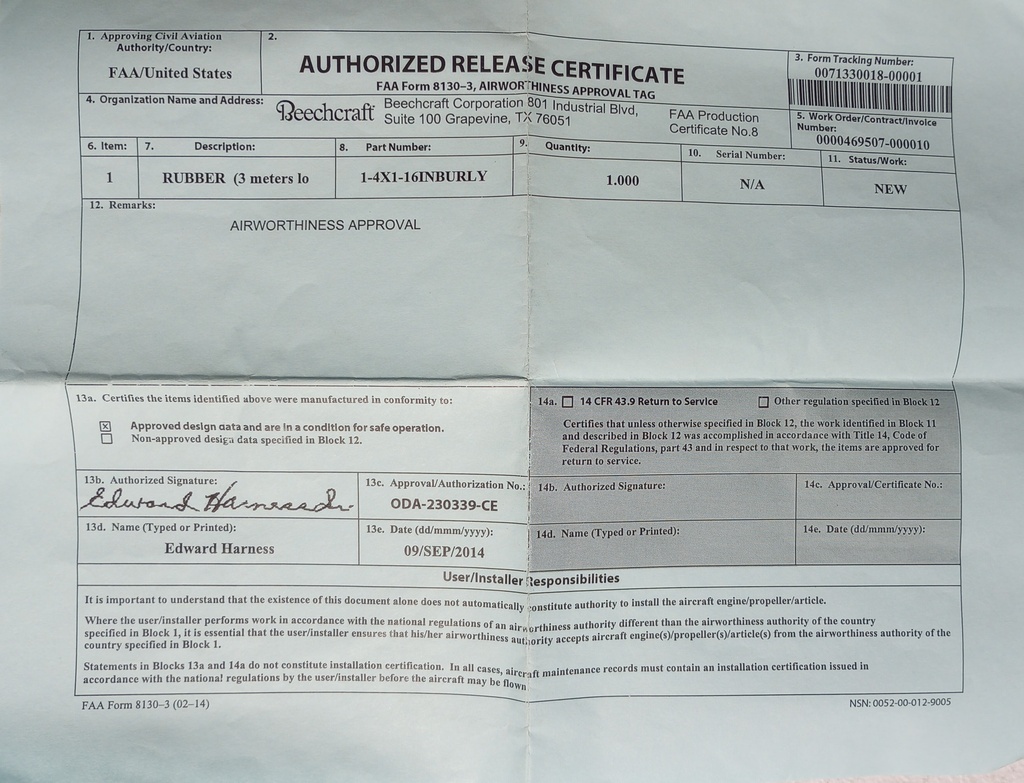 1. Approving Civil Aviation
Authority/Country:
FAA/United States
2.
AUTHORIZED RELEASE CERTIFICATE
FAA Form 8130–3, AIRWORTHINESS APPROVAL TAG
3. Form Tracking Number:
0071330018-00001
4. Organization Name and Address:
Beechcraft
Beechcraft Corporation 801 Industrial Blvd,
Suite 100 Grapevine, TX 76051
FAA Production
Certificate No.8
5. Work Order/Contract/Invoice
Number:
0000469507-000010
6. Item: 7. Description: 8. Part Number: 9. Quantity: 10. Serial Number: 11. Status/Work:
1 RUBBER (3 meters lo 1-4X1-16INBURLY 1.000 N/A NEW
12. Remarks:
AIRWORTHINESS APPROVAL
13a. Certifies the items identified above were manufactured in conformity to:
Approved design data and are in a condition for safe operation.
Non-approved design data specified in Block 12.
14a. 14 CFR 43.9 Return to Service Other regulation specified in Block 12
Certifies that unless otherwise specified in Block 12, the work identified in Block 11
and described in Block 12 was accomplished in accordance with Title 14, Code of
Federal Regulations, part 43 and in respect to that work, the items are approved for
return to service.
13b. Authorized Signature:
Edward Harness Jr.
13c. Approval/Authorization No.:
ODA-230339-CE
14b. Authorized Signature:
14c. Approval/Certificate No.:
13d. Name (Typed or Printed):
Edward Harness
13e. Date (dd/mmm/yyyy):
09/SEP/2014
14d. Name (Typed or Printed):
14e. Date (dd/mmm/yyyy):
User/Installer Responsibilities
It is important to understand that the existence of this document alone does not automatically constitute authority to install the aircraft engine/propeller/article.
Where the user/installer performs work in accordance with the national regulations of an airworthiness authority different than the airworthiness authority of the country
specified in Block 1, it is essential that the user/installer ensures that his/her airworthiness authority accepts aircraft engine(s)/propeller(s)/article(s) from the airworthiness authority of the
country specified in Block 1.
Statements in Blocks 13a and 14a do not constitute installation certification. In all cases, aircraft maintenance records must contain an installation certification issued in
accordance with the national regulations by the user/installer before the aircraft may be flown
FAA Form 8130–3 (02–14)
NSN: 0052-00-012-9005